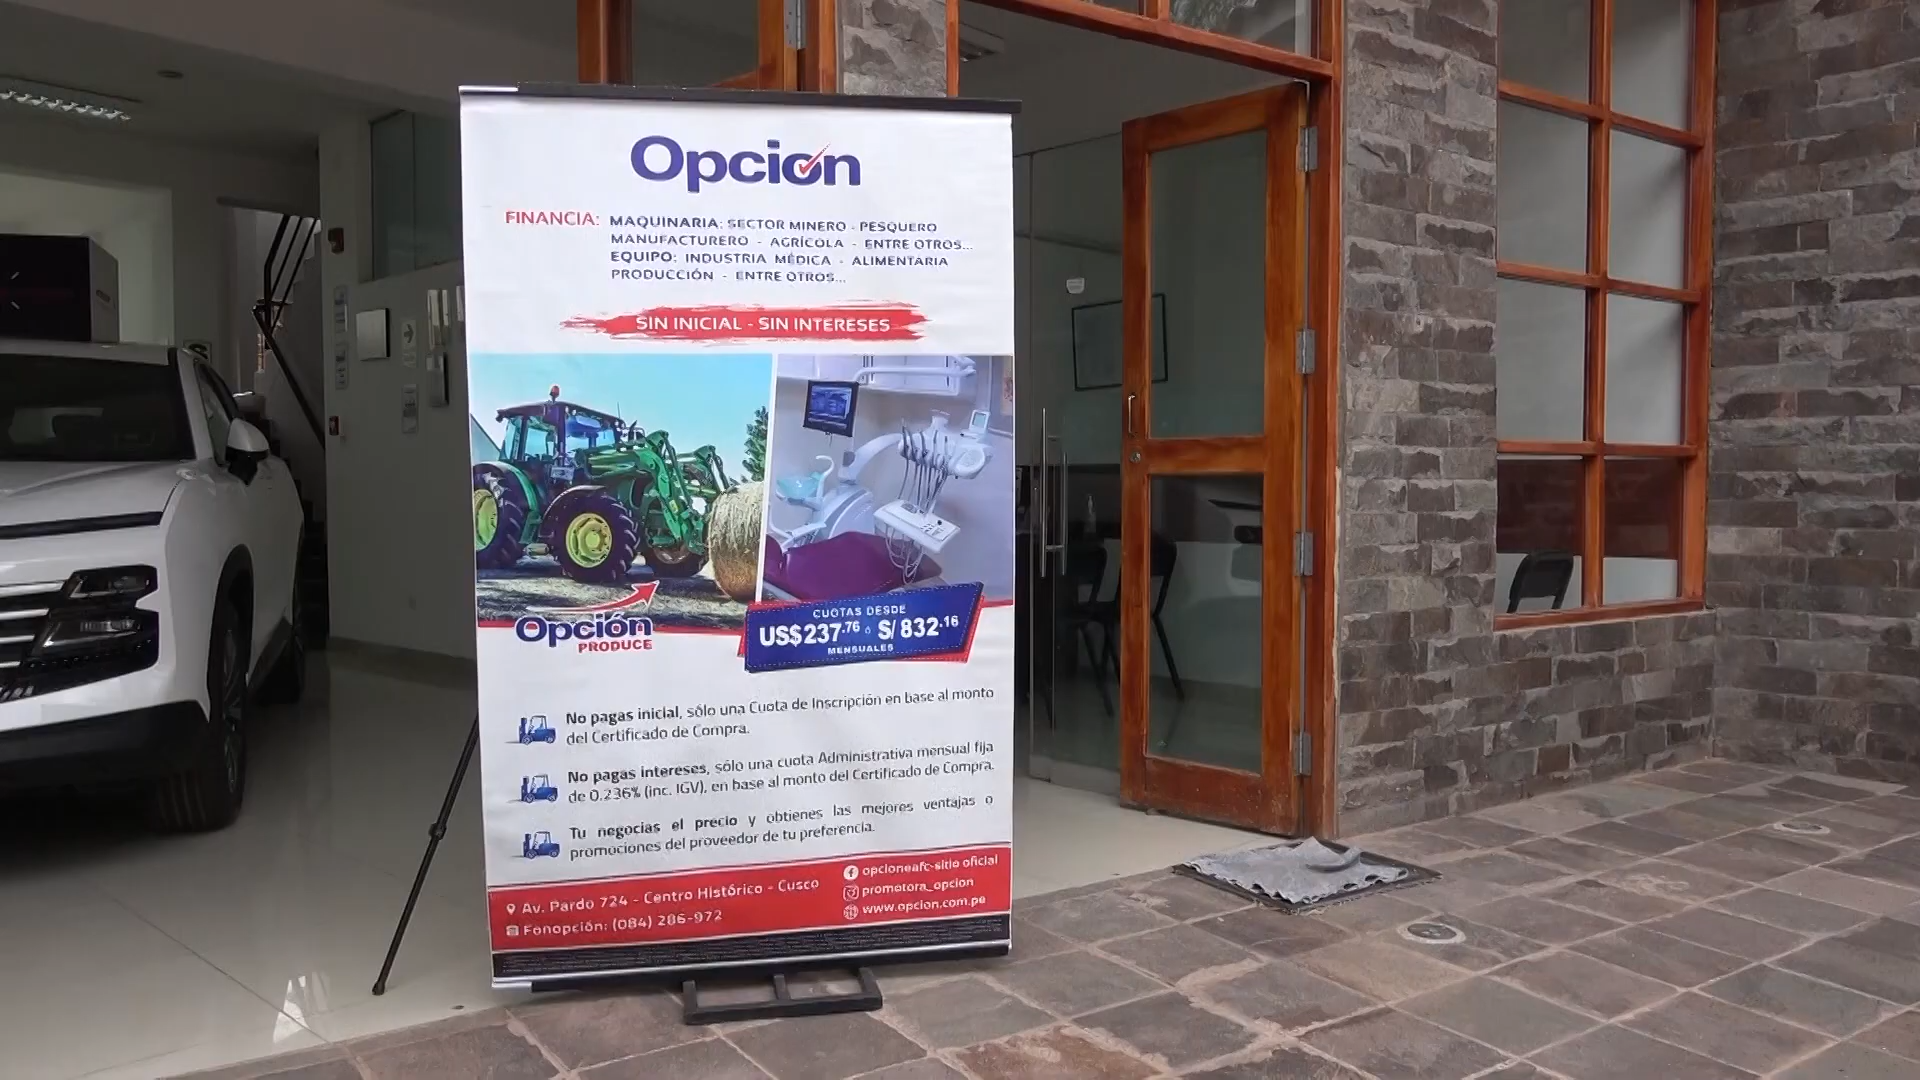 Opción
FINANCIA: MAQUINARIA: SECTOR MINERO - PESQUERO
MANUFACTURERO - AGRÍCOLA - ENTRE OTROS...
EQUIPO: INDUSTRIA MÉDICA - ALIMENTARIA
PRODUCCIÓN - ENTRE OTROS...
SIN INICIAL - SIN INTERESES
Opción
PRODUCE
CUOTAS DESDE
US$237.76 ó S/ 832.16
MENSUALES
No pagas inicial, sólo una Cuota de Inscripción en base al monto
del Certificado de Compra.
No pagas intereses, sólo una cuota Administrativa mensual fija
de 0.236% (inc. IGV), en base al monto del Certificado de Compra.
Tu negocias el precio y obtienes las mejores ventajas o
promociones del proveedor de tu preferencia.
Av. Pardo 724 - Centro Histórico - Cusco
Fonopción: (084) 286-972
opcioneafc-sitio oficial
promotora_opcion
www.opcion.com.pe